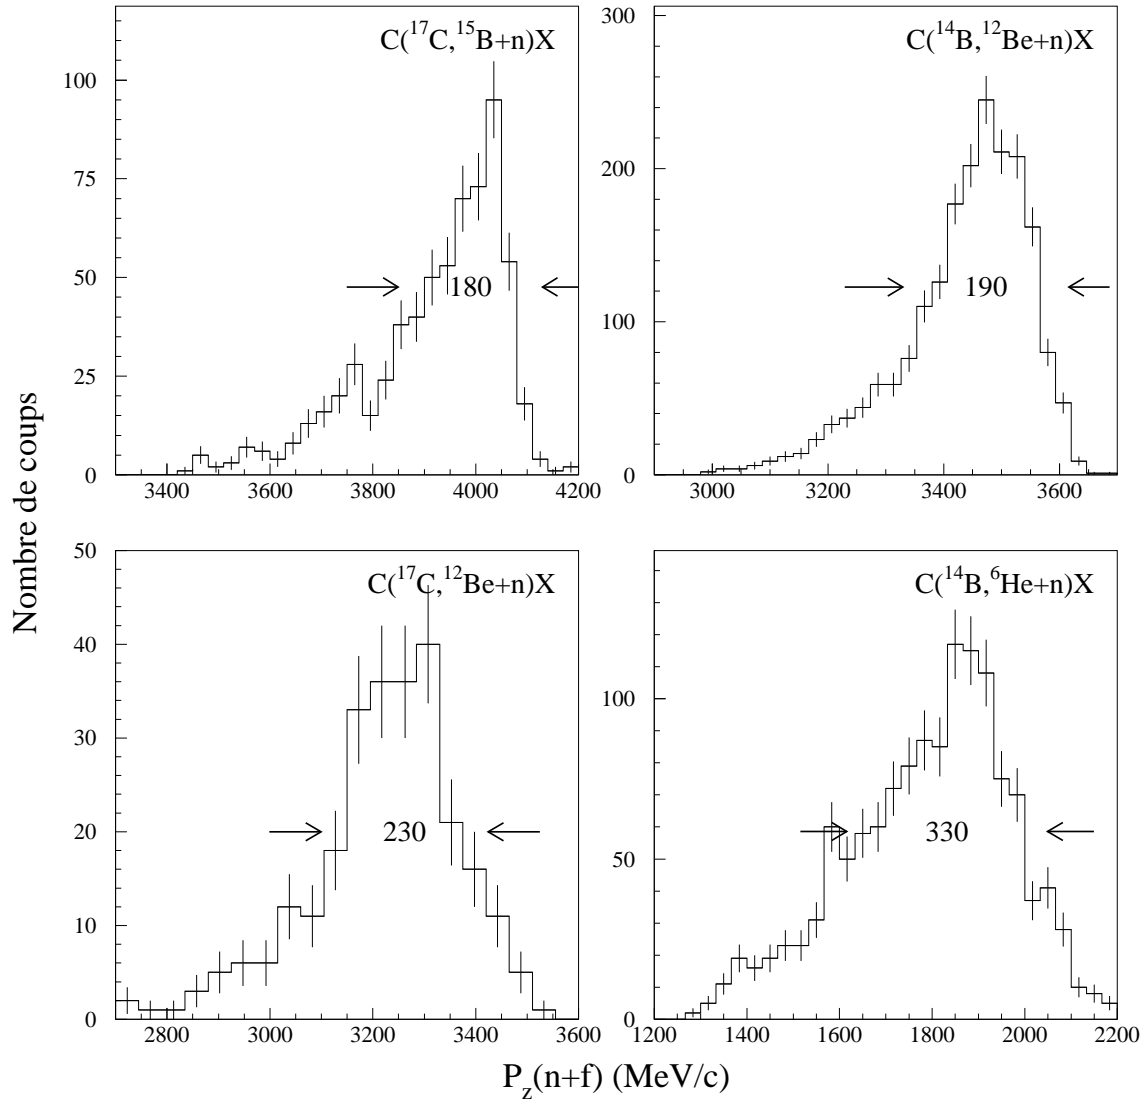 C(¹⁷C,¹⁵B+n)X
180
0
25
50
75
100
3400 3600 3800 4000 4200
C(¹⁴B,¹²Be+n)X
190
0
100
200
300
3000 3200 3400 3600
C(¹⁷C,¹²Be+n)X
230
0
10
20
30
40
50
2800 3000 3200 3400 3600
C(¹⁴B,⁶He+n)X
330
0
50
100
1200 1400 1600 1800 2000 2200
Nombre de coups
P_z(n+f) (MeV/c)